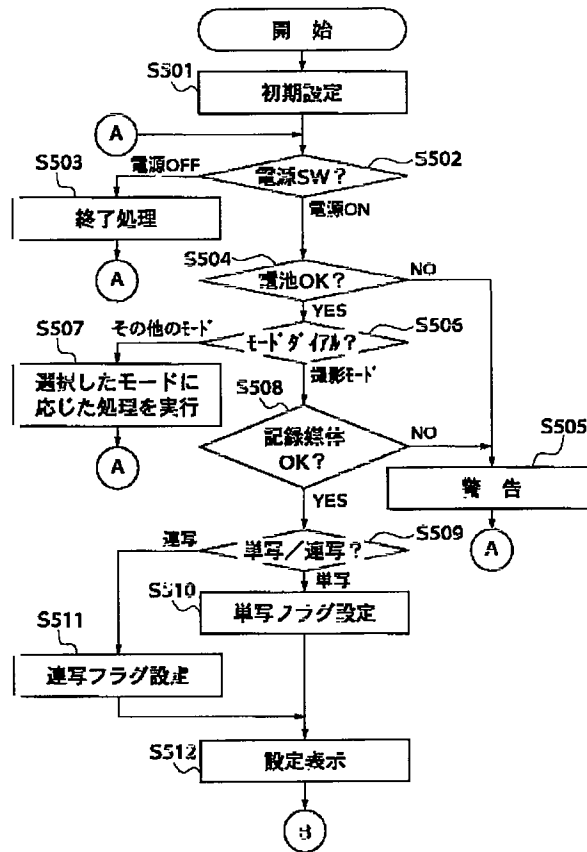 開 始
S501
初期設定
A
S502
電源SW?
S503
電源OFF
終了処理
A
電源ON
S504
電池OK?
NO
YES
S506
モードダイアル?
その他のモード
S507
選択したモードに
応じた処理を実行
A
撮影モード
S508
記録媒体
OK?
NO
YES
S505
警 告
A
S509
単写/連写?
連写
単写
S510
単写フラグ設定
S511
連写フラグ設定
S512
設定表示
B